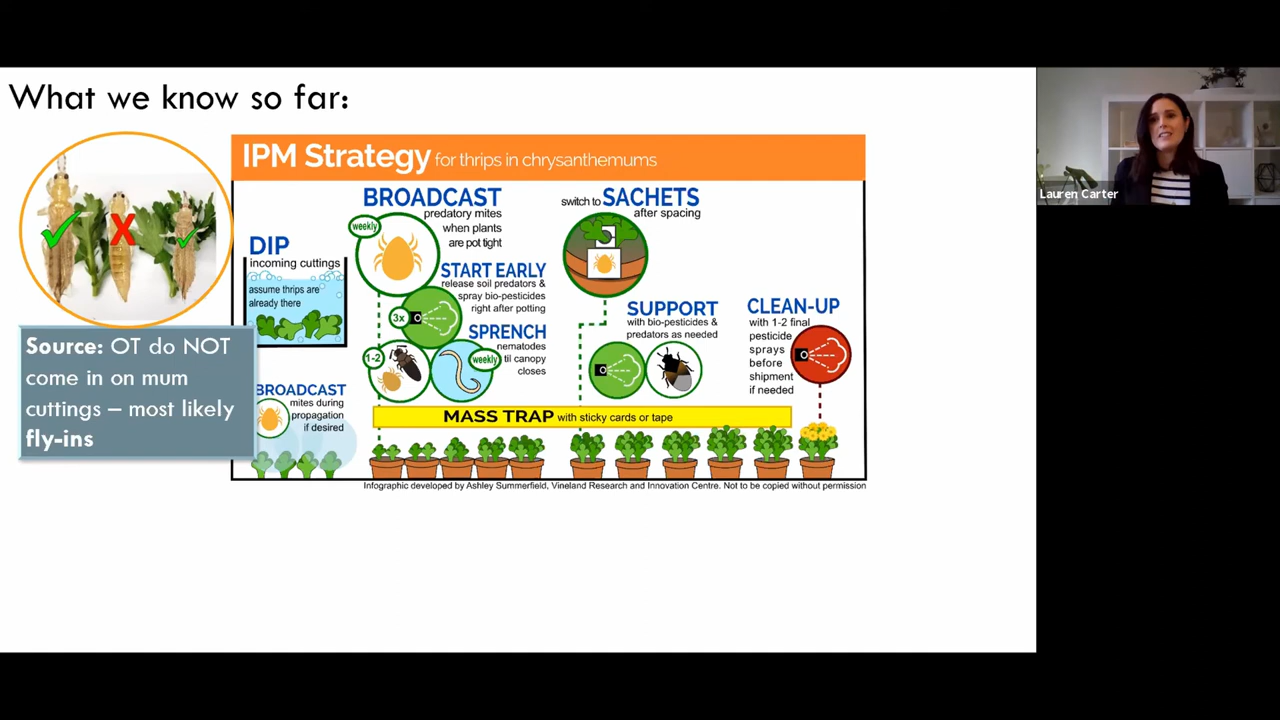 What we know so far:
IPM Strategy for thrips in chrysanthemums
DIP
incoming cuttings
assume thrips are
already there
BROADCAST
mites during
propagation
if desired
weekly
BROADCAST
predatory mites
when plants
are pot tight
START EARLY
release soil predators &
spray bio-pesticides
right after potting
3x
SPRENCH
nematodes
til canopy
closes
1-2
weekly
switch to SACHETS
after spacing
SUPPORT
with bio-pesticides &
predators as needed
CLEAN-UP
with 1-2 final
pesticide
sprays
before
shipment
if needed
MASS TRAP with sticky cards or tape
Infographic developed by Ashley Summerfield, Vineland Research and Innovation Centre. Not to be copied without permission
X
Source: OT do NOT
come in on mum
cuttings – most likely
fly-ins
Lauren Carter